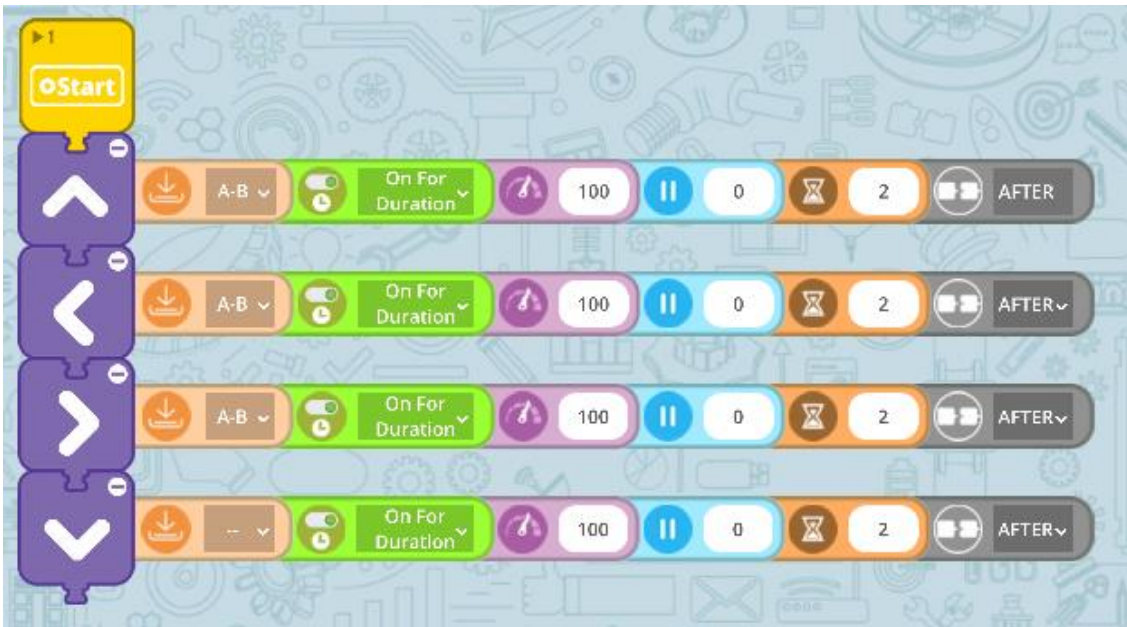 1
Start
A-B On For Duration 100 0 2 AFTER
A-B On For Duration 100 0 2 AFTER
A-B On For Duration 100 0 2 AFTER
-- On For Duration 100 0 2 AFTER